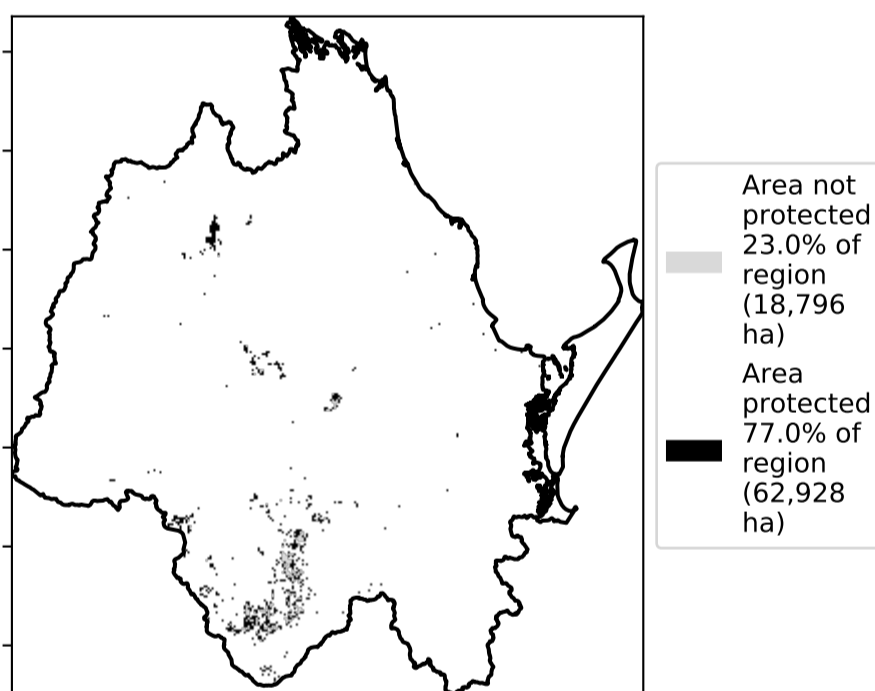 Area not
protected
23.0% of
region
(18,796
ha)
Area
protected
77.0% of
region
(62,928
ha)